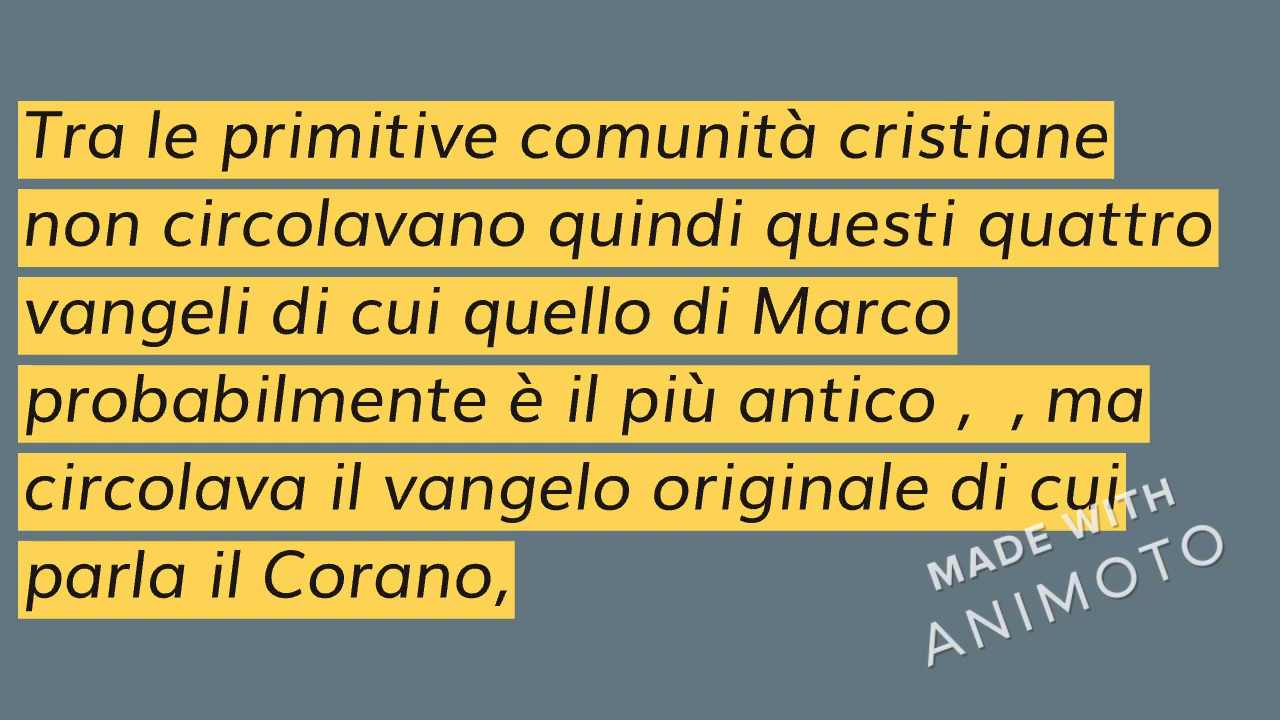 Tra le primitive comunità cristiane
non circolavano quindi questi quattro
vangeli di cui quello di Marco
probabilmente è il più antico ,  , ma
circolava il vangelo originale di cui
parla il Corano,
MADE WITH
ANIMOTO